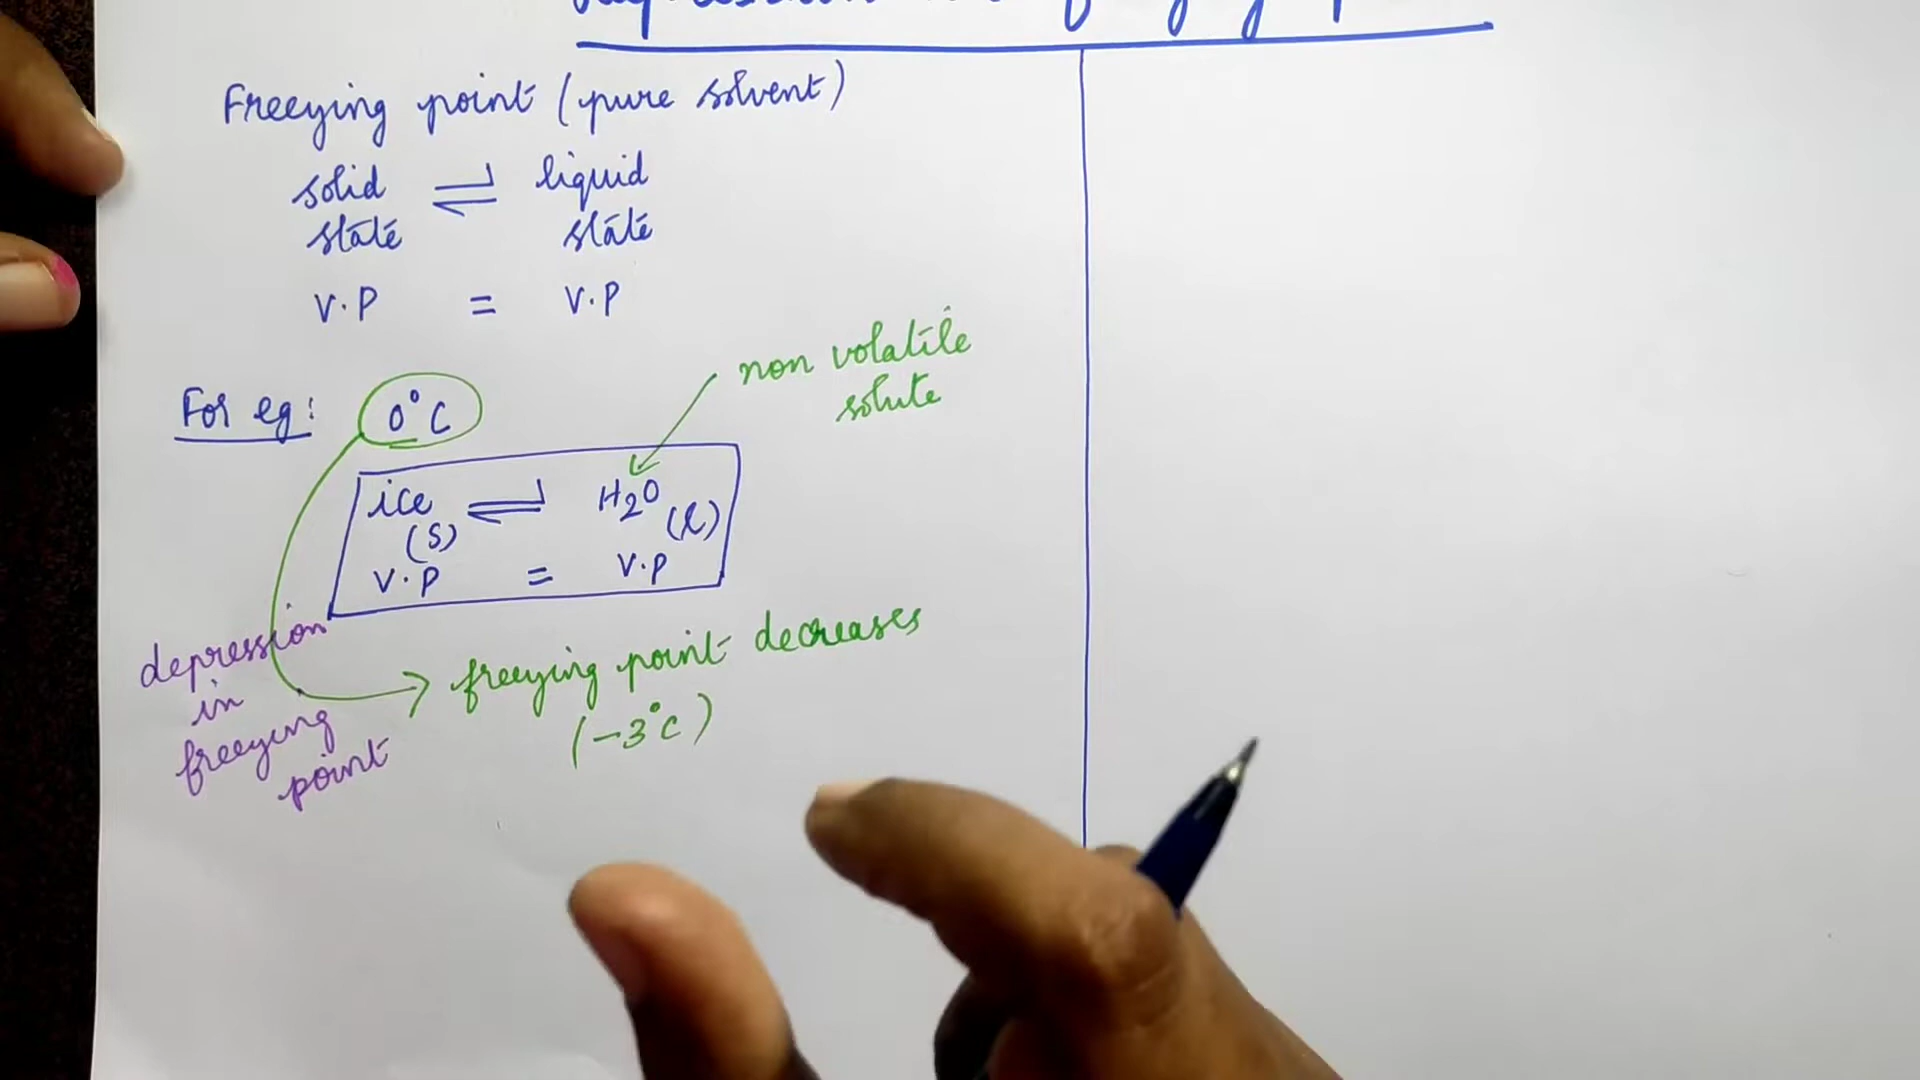 Freezing point (pure solvent)
solid ⇌ liquid
state state
V.P = V.P
non volatile
solute
For eg: 0°C
ice ⇌ H2O
(s) (l)
V.P = V.P
freezing point decreases
(-3°C)
depression
in
freezing
point